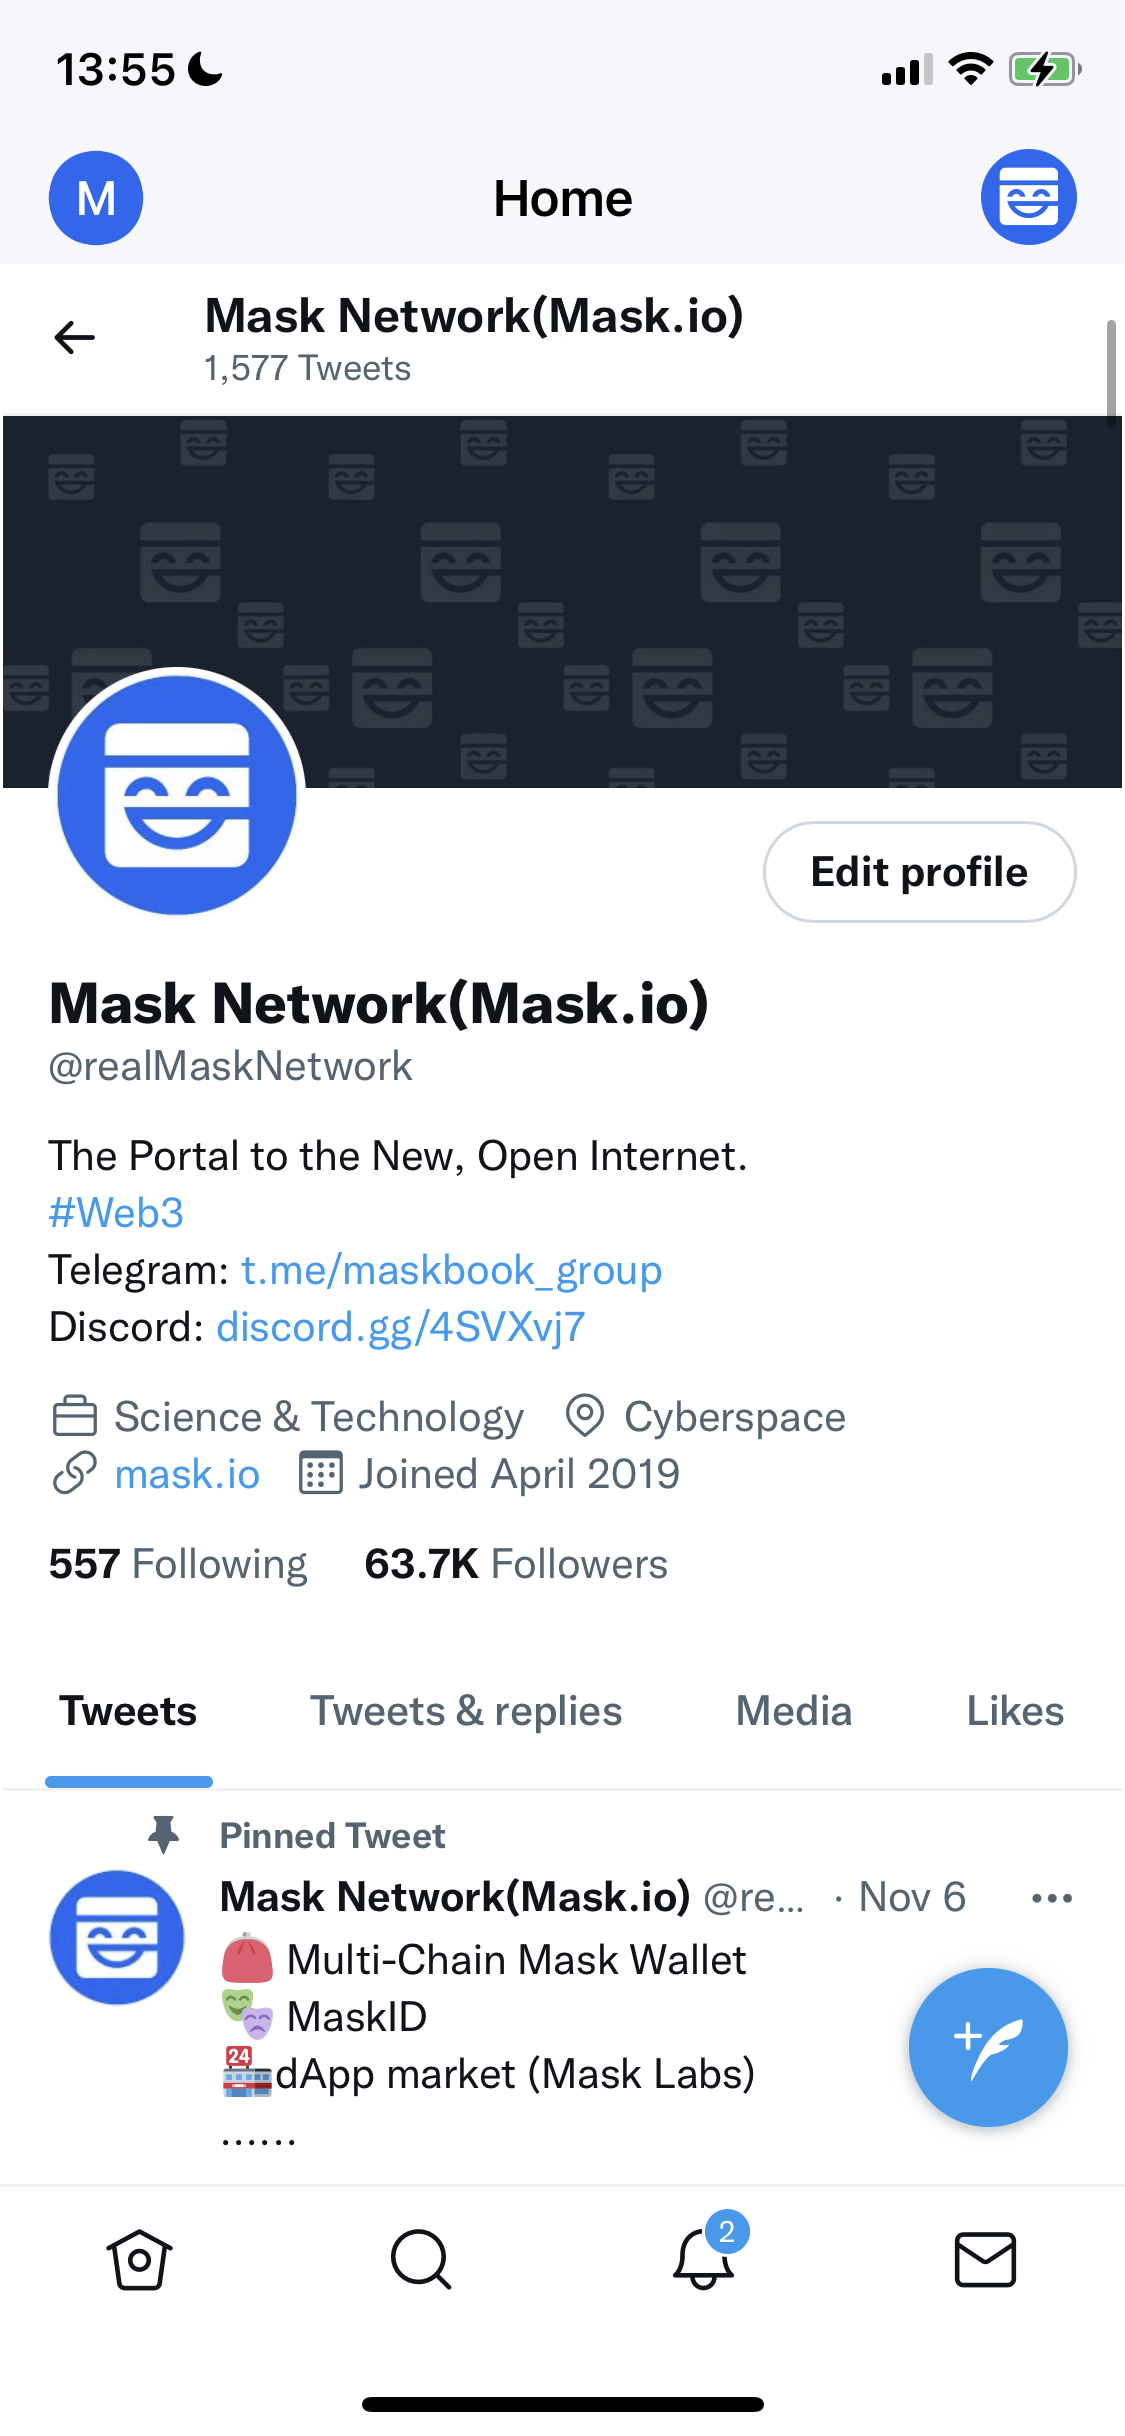 13:55
M
Home
Mask Network(Mask.io)
1,577 Tweets
Edit profile
Mask Network(Mask.io)
@realMaskNetwork
The Portal to the New, Open Internet.
#Web3
Telegram: t.me/maskbook_group
Discord: discord.gg/4SVXvj7
Science & Technology Cyberspace
mask.io Joined April 2019
557 Following 63.7K Followers
Tweets Tweets & replies Media Likes
Pinned Tweet
Mask Network(Mask.io) @re... · Nov 6
Multi-Chain Mask Wallet
MaskID
24 dApp market (Mask Labs)
......
2